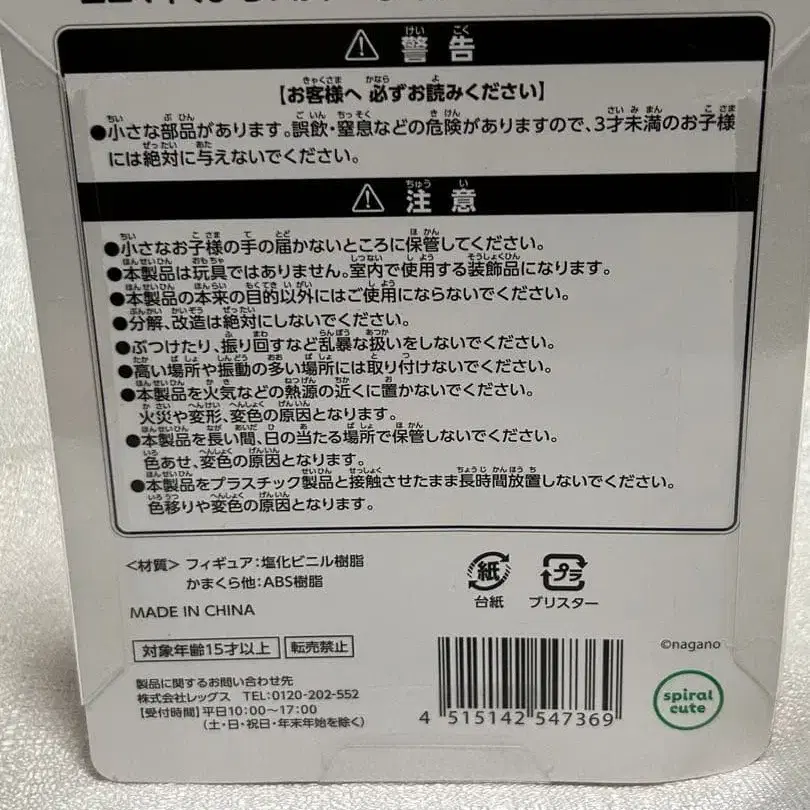 ⚠ 警告
【お客様へ 必ずお読みください】
●小さな部品があります。誤飲・窒息などの危険がありますので、3才未満のお子様
には絶対に与えないでください。
⚠ 注意
●小さなお子様の手の届かないところに保管してください。
●本製品は玩具ではありません。室内で使用する装飾品になります。
●本製品の本来の目的以外にはご使用にならないでください。
●分解、改造は絶対にしないでください。
●ぶつけたり、振り回すなど乱暴な扱いをしないでください。
●高い場所や振動の多い場所には取り付けないでください。
●本製品を火気などの熱源の近くに置かないでください。
火災や変形、変色の原因となります。
●本製品を長い間、日の当たる場所で保管しないでください。
色あせ、変色の原因となります。
●本製品をプラスチック製品と接触させたまま長時間放置しないでください。
色移りや変色の原因となります。
<材質> フィギュア:塩化ビニル樹脂
かまくら他:ABS樹脂
紙
台紙
プラ
ブリスター
MADE IN CHINA
対象年齢15才以上 転売禁止
©nagano
製品に関するお問い合わせ先
株式会社レッグス TEL:0120-202-552
【受付時間】平日10:00~17:00
(土・日・祝日・年末年始を除く)
4 515142 547369
spiral
cute